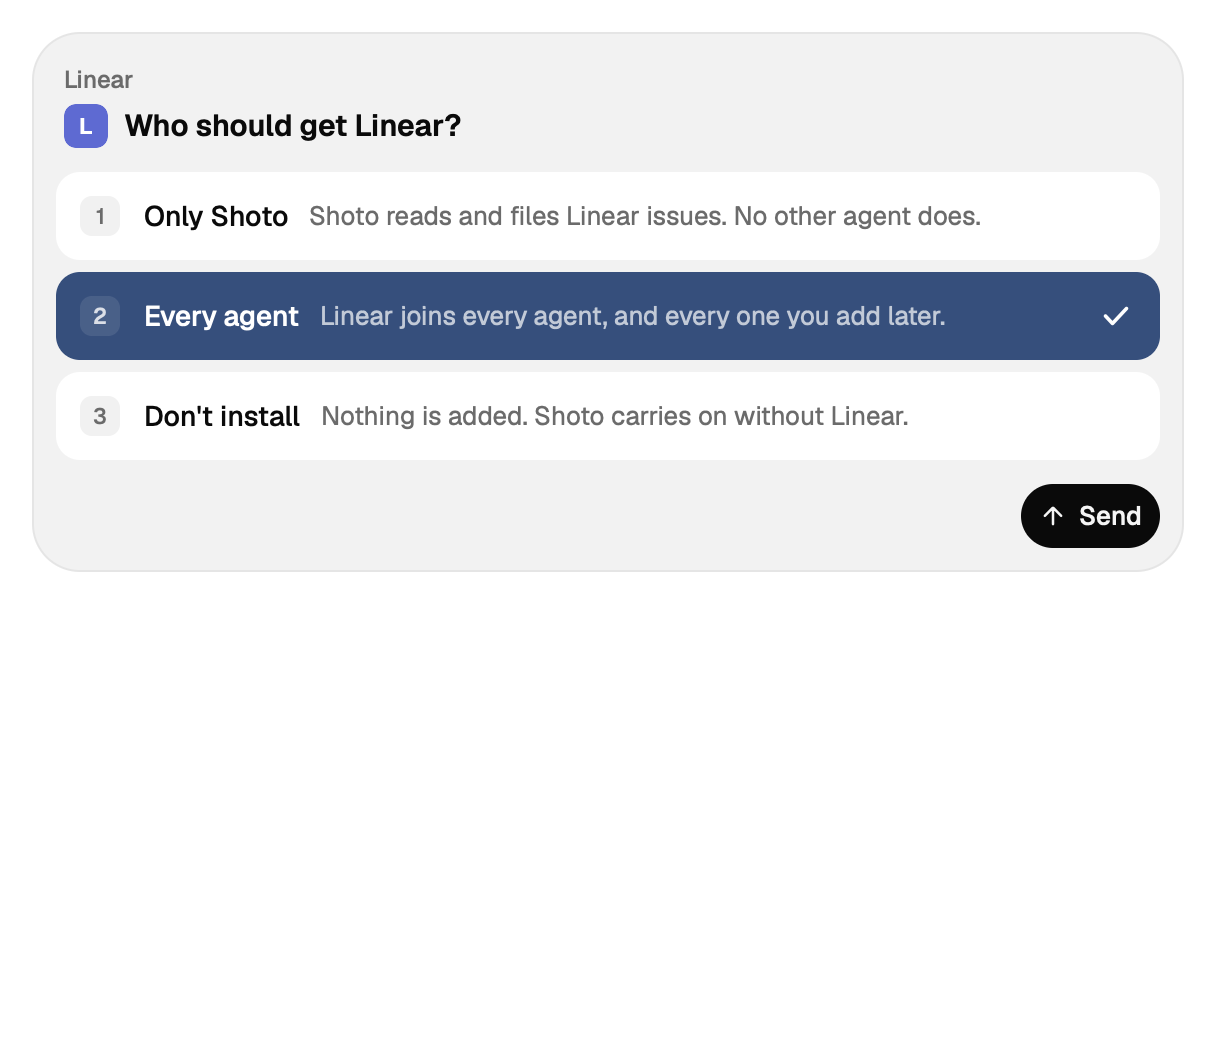 Linear
L Who should get Linear?
1 Only Shoto Shoto reads and files Linear issues. No other agent does.
2 Every agent Linear joins every agent, and every one you add later.
3 Don't install Nothing is added. Shoto carries on without Linear.
Send